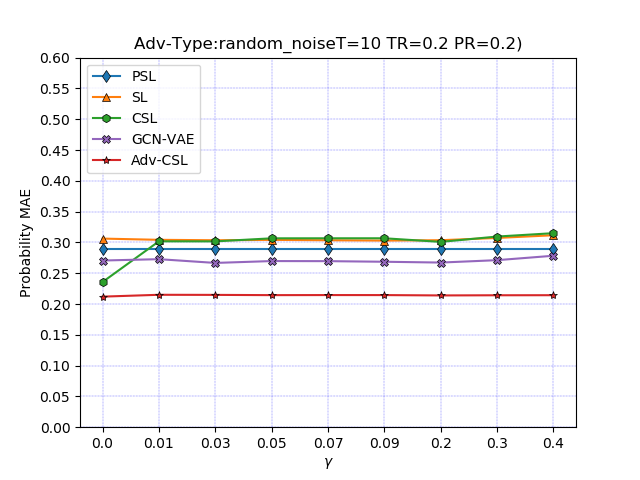 Adv-Type:random_noiseT=10 TR=0.2 PR=0.2)
0.60
0.55
0.50
0.45
0.40
0.35
0.30
0.25
0.20
0.15
0.10
0.05
0.00
Probability MAE
PSL
SL
CSL
GCN-VAE
Adv-CSL
0.0 0.01 0.03 0.05 0.07 0.09 0.2 0.3 0.4
γ